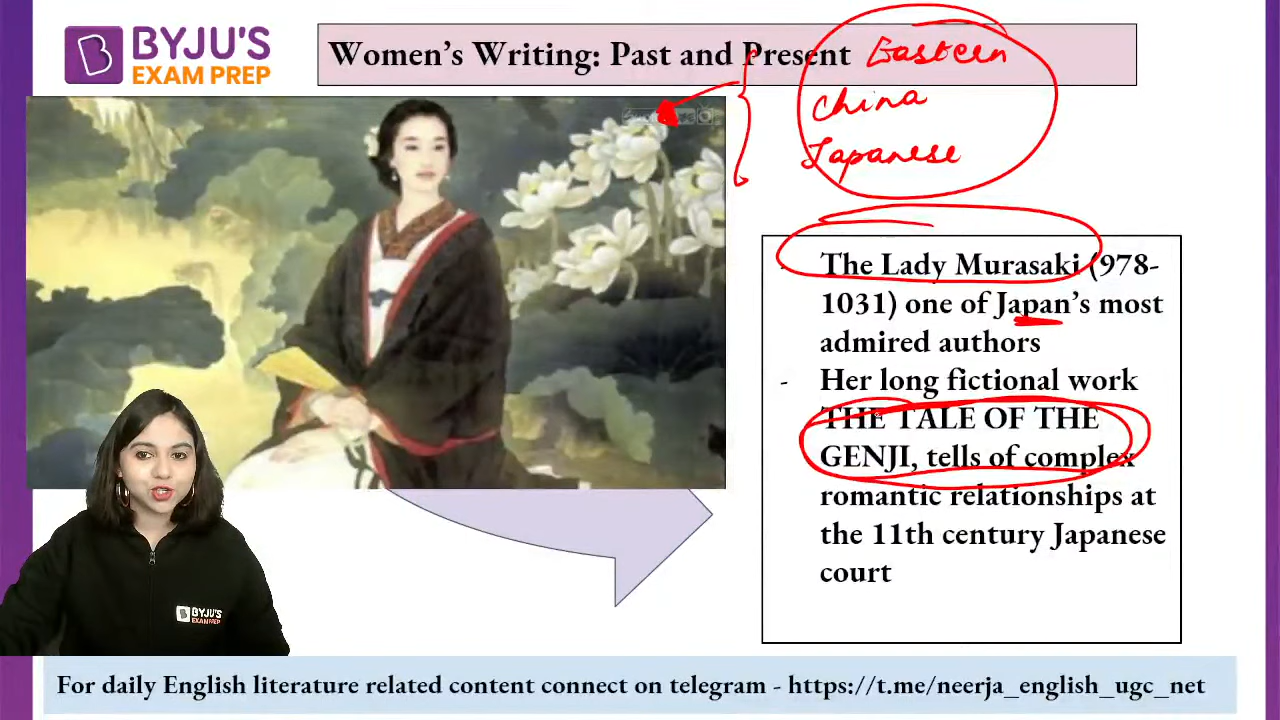 BYJU'S
EXAM PREP
Women's Writing: Past and Present
Eastern
China
Japanese
- The Lady Murasaki (978-
1031) one of Japan's most
admired authors
- Her long fictional work
THE TALE OF THE
GENJI, tells of complex
romantic relationships at
the 11th century Japanese
court
BYJU'S
EXAM PREP
For daily English literature related content connect on telegram - https://t.me/neerja_english_ugc_net